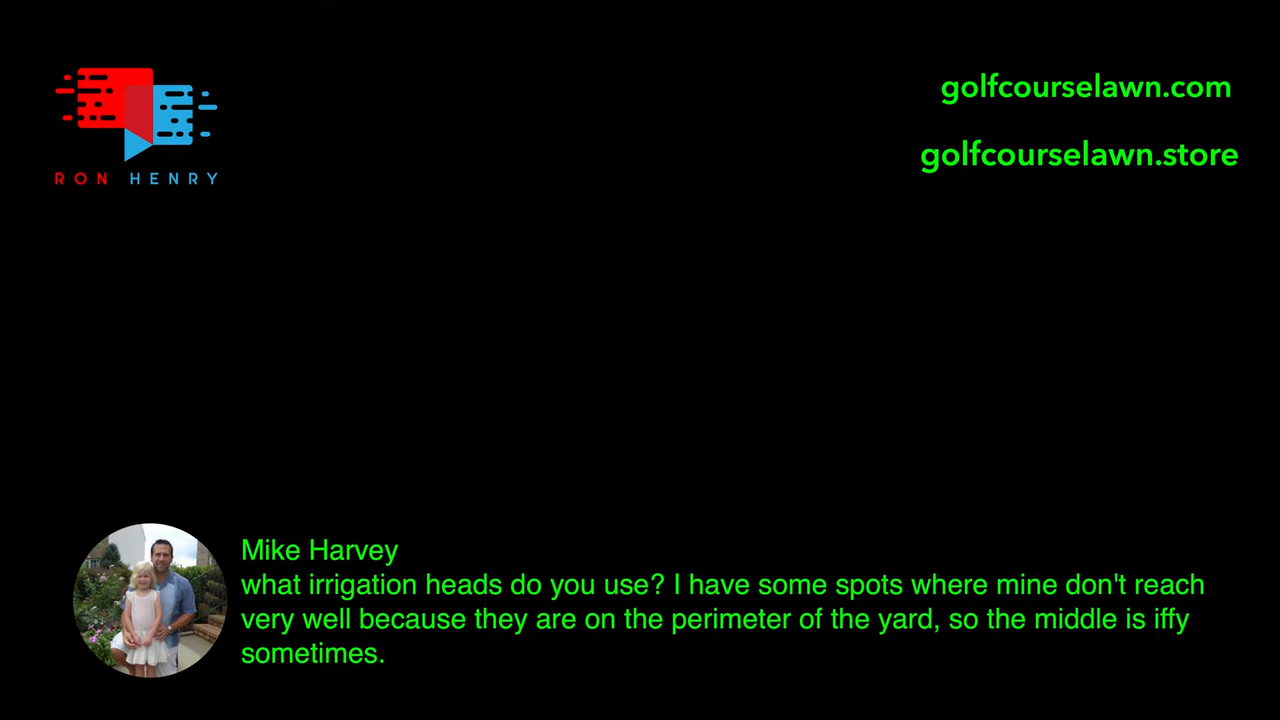 golfcourselawn.com
RON HENRY
golfcourselawn.store
Mike Harvey
what irrigation heads do you use? I have some spots where mine don't reach
very well because they are on the perimeter of the yard, so the middle is iffy
sometimes.